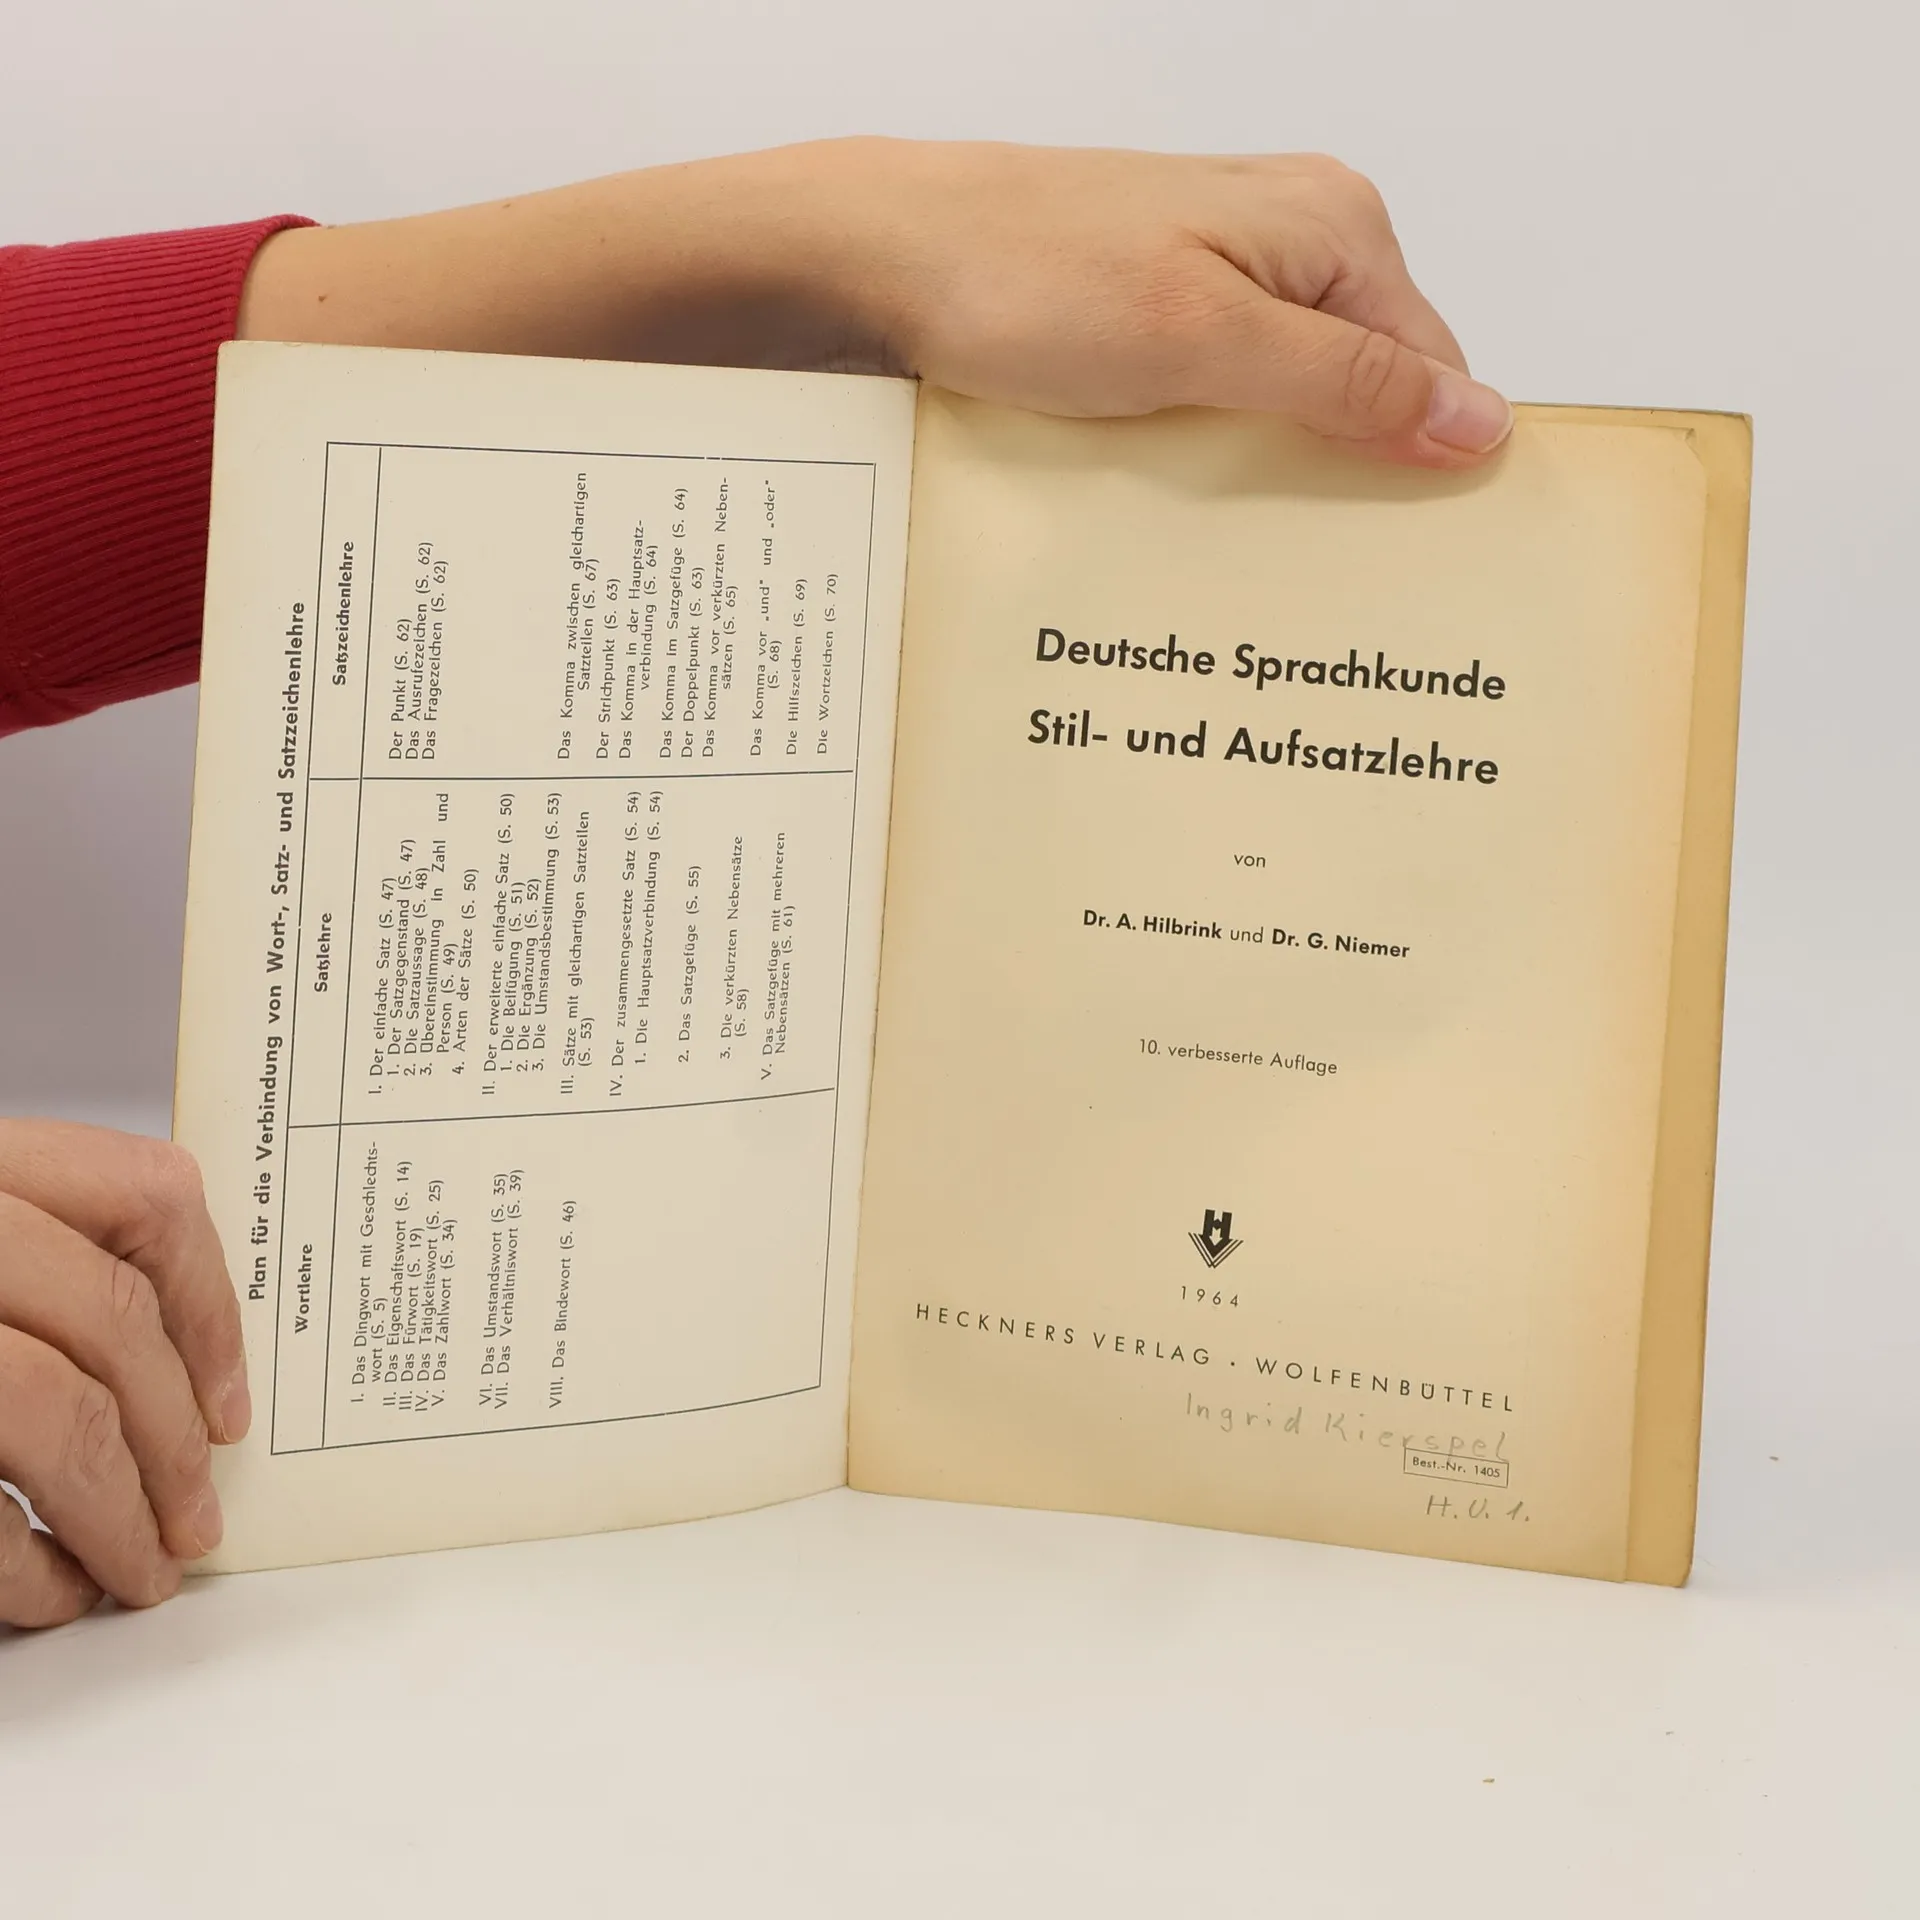 Plan für die Verbindung von Wort-, Satz- und Satzzeichenlehre
Wortlehre
I. Das Dingwort mit Geschlechts-
wort (S. 5)
II. Das Eigenschaftswort (S. 14)
III. Das Fürwort (S. 19)
IV. Das Tätigkeitswort (S. 25)
V. Das Zahlwort (S. 34)
VI. Das Umstandswort (S. 35)
VII. Das Verhältniswort (S. 39)
VIII. Das Bindewort (S. 46)
Satzlehre
I. Der einfache Satz (S. 47)
1. Der Satzgegenstand (S. 47)
2. Die Satzaussage (S. 48)
3. Übereinstimmung in Zahl und
Person (S. 49)
4. Arten der Sätze (S. 50)
II. Der erweiterte einfache Satz (S. 50)
1. Die Beifügung (S. 51)
2. Die Ergänzung (S. 52)
3. Die Umstandsbestimmung (S. 53)
III. Sätze mit gleichartigen Satzteilen
(S. 53)
IV. Der zusammengesetzte Satz (S. 54)
1. Die Hauptsatzverbindung (S. 54)
2. Das Satzgefüge (S. 55)
3. Die verkürzten Nebensätze
(S. 58)
V. Das Satzgefüge mit mehreren
Nebensätzen (S. 61)
Satzzeichenlehre
Der Punkt (S. 62)
Das Ausrufezeichen (S. 62)
Das Fragezeichen (S. 62)
Das Komma zwischen gleichartigen
Satzteilen (S. 67)
Der Strichpunkt (S. 63)
Das Komma in der Hauptsatz-
verbindung (S. 64)
Das Komma im Satzgefüge (S. 64)
Der Doppelpunkt (S. 63)
Das Komma vor verkürzten Neben-
sätzen (S. 65)
Das Komma vor „und" und „oder"
(S. 68)
Die Hilfszeichen (S. 69)
Die Wortzeichen (S. 70)
Deutsche Sprachkunde
Stil- und Aufsatzlehre
von
Dr. A. Hilbrink und Dr. G. Niemer
10. verbesserte Auflage
1964
HECKNERS VERLAG · WOLFENBÜTTEL
Ingrid Kierspel
Best.-Nr. 1405
H. U. 1.